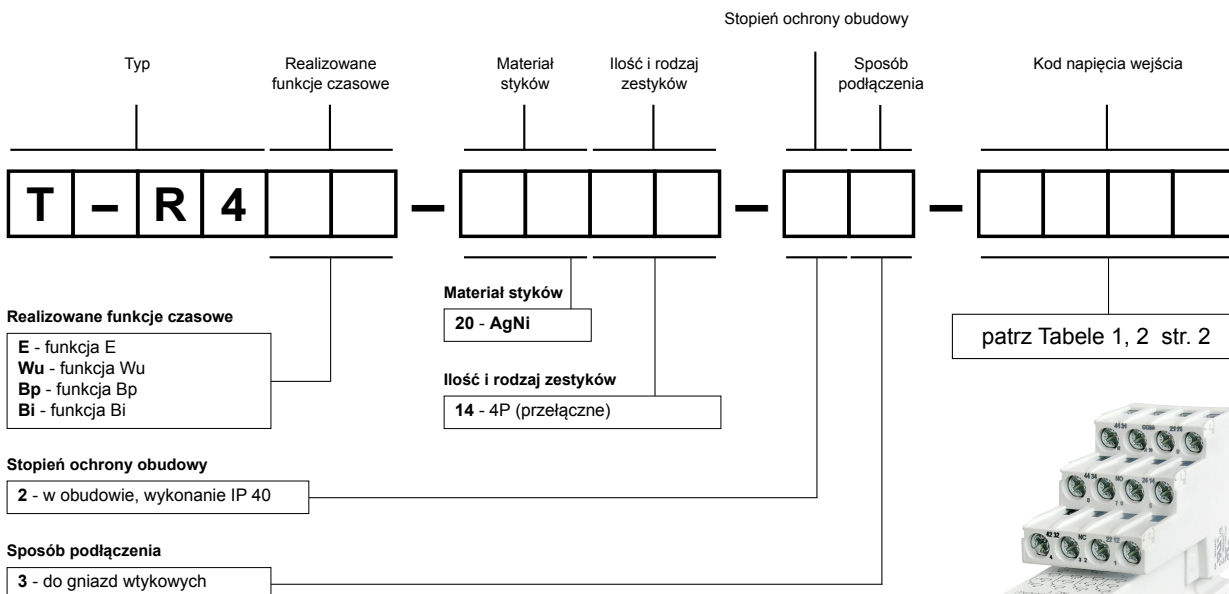 Stopień ochrony obudowy
Typ
Realizowane
funkcje czasowe
Materiał
styków
Ilość i rodzaj
zestyków
Sposób
podłączenia
Kod napięcia wejścia
T – R 4 – – –
Realizowane funkcje czasowe
E - funkcja E
Wu - funkcja Wu
Bp - funkcja Bp
Bi - funkcja Bi
Materiał styków
20 - AgNi
Ilość i rodzaj zestyków
14 - 4P (przełączne)
patrz Tabele 1, 2 str. 2
Stopień ochrony obudowy
2 - w obudowie, wykonanie IP 40
Sposób podłączenia
3 - do gniazd wtykowych